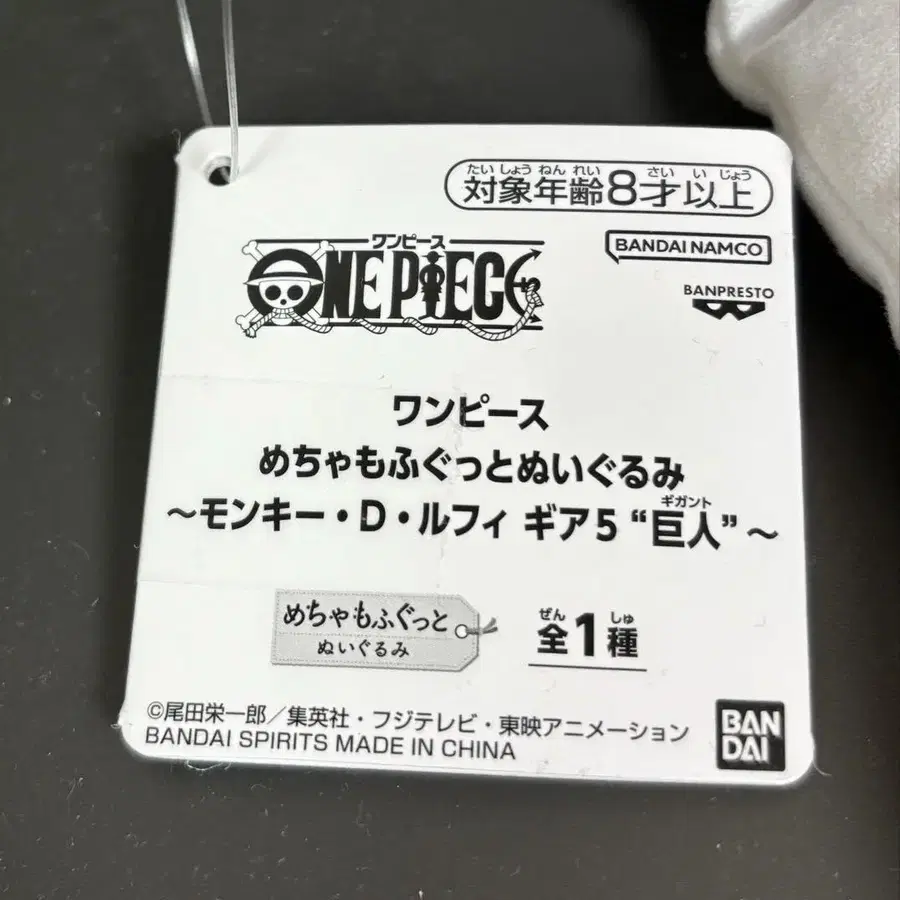 たいしょうねんれい さいいじょう
対象年齢8才以上
ワンピース
ONE PIECE
BANDAI NAMCO
BANPRESTO
ワンピース
めちゃもふぐっとぬいぐるみ
ギガント
～モンキー・D・ルフィ ギア5 “巨人”～
めちゃもふぐっと
ぬいぐるみ
ぜん しゅ
全1種
©尾田栄一郎／集英社・フジテレビ・東映アニメーション
BANDAI SPIRITS MADE IN CHINA
BAN
DAI